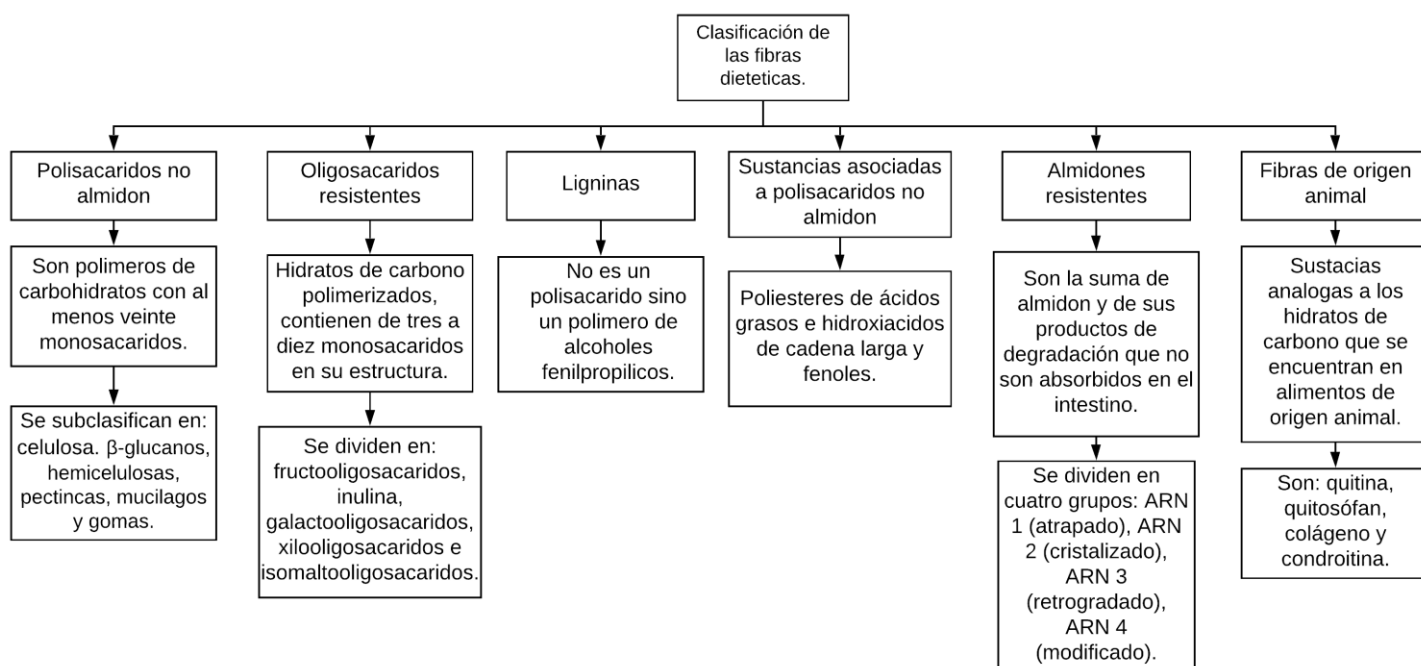 Clasificación de
las fibras
dieteticas.
Polisacaridos no
almidon
Son polimeros de
carbohidratos con al
menos veinte
monosacaridos.
Se subclasifican en:
celulosa. β-glucanos,
hemicelulosas,
pectincas, mucilagos
y gomas.
Oligosacaridos
resistentes
Hidratos de carbono
polimerizados,
contienen de tres a
diez monosacaridos
en su estructura.
Se dividen en:
fructooligosacaridos,
inulina,
galactooligosacaridos,
xilooligosacaridos e
isomaltooligosacaridos.
Ligninas
No es un
polisacarido sino
un polimero de
alcoholes
fenilpropilicos.
Sustancias asociadas
a polisacaridos no
almidon
Poliesteres de ácidos
grasos e hidroxiacidos
de cadena larga y
fenoles.
Almidones
resistentes
Son la suma de
almidon y de sus
productos de
degradación que no
son absorbidos en el
intestino.
Se dividen en
cuatro grupos: ARN
1 (atrapado), ARN
2 (cristalizado),
ARN 3
(retrogradado),
ARN 4
(modificado).
Fibras de origen
animal
Sustacias
analogas a los
hidratos de
carbono que se
encuentran en
alimentos de
origen animal.
Son: quitina,
quitosófan,
colágeno y
condroitina.